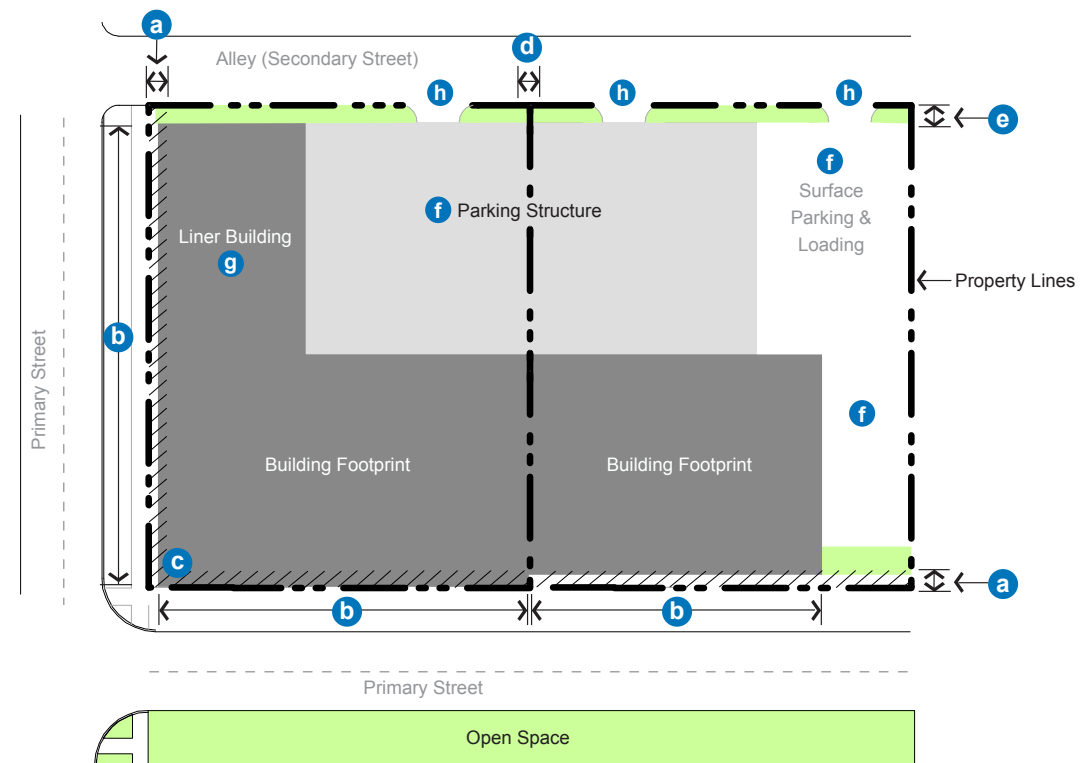 a
Alley (Secondary Street)
d
h
h
h
e
f
Surface
Parking &
Loading
f Parking Structure
Liner Building
g
Property Lines
b
Primary Street
f
Building Footprint
Building Footprint
c
a
b
b
Primary Street
Open Space